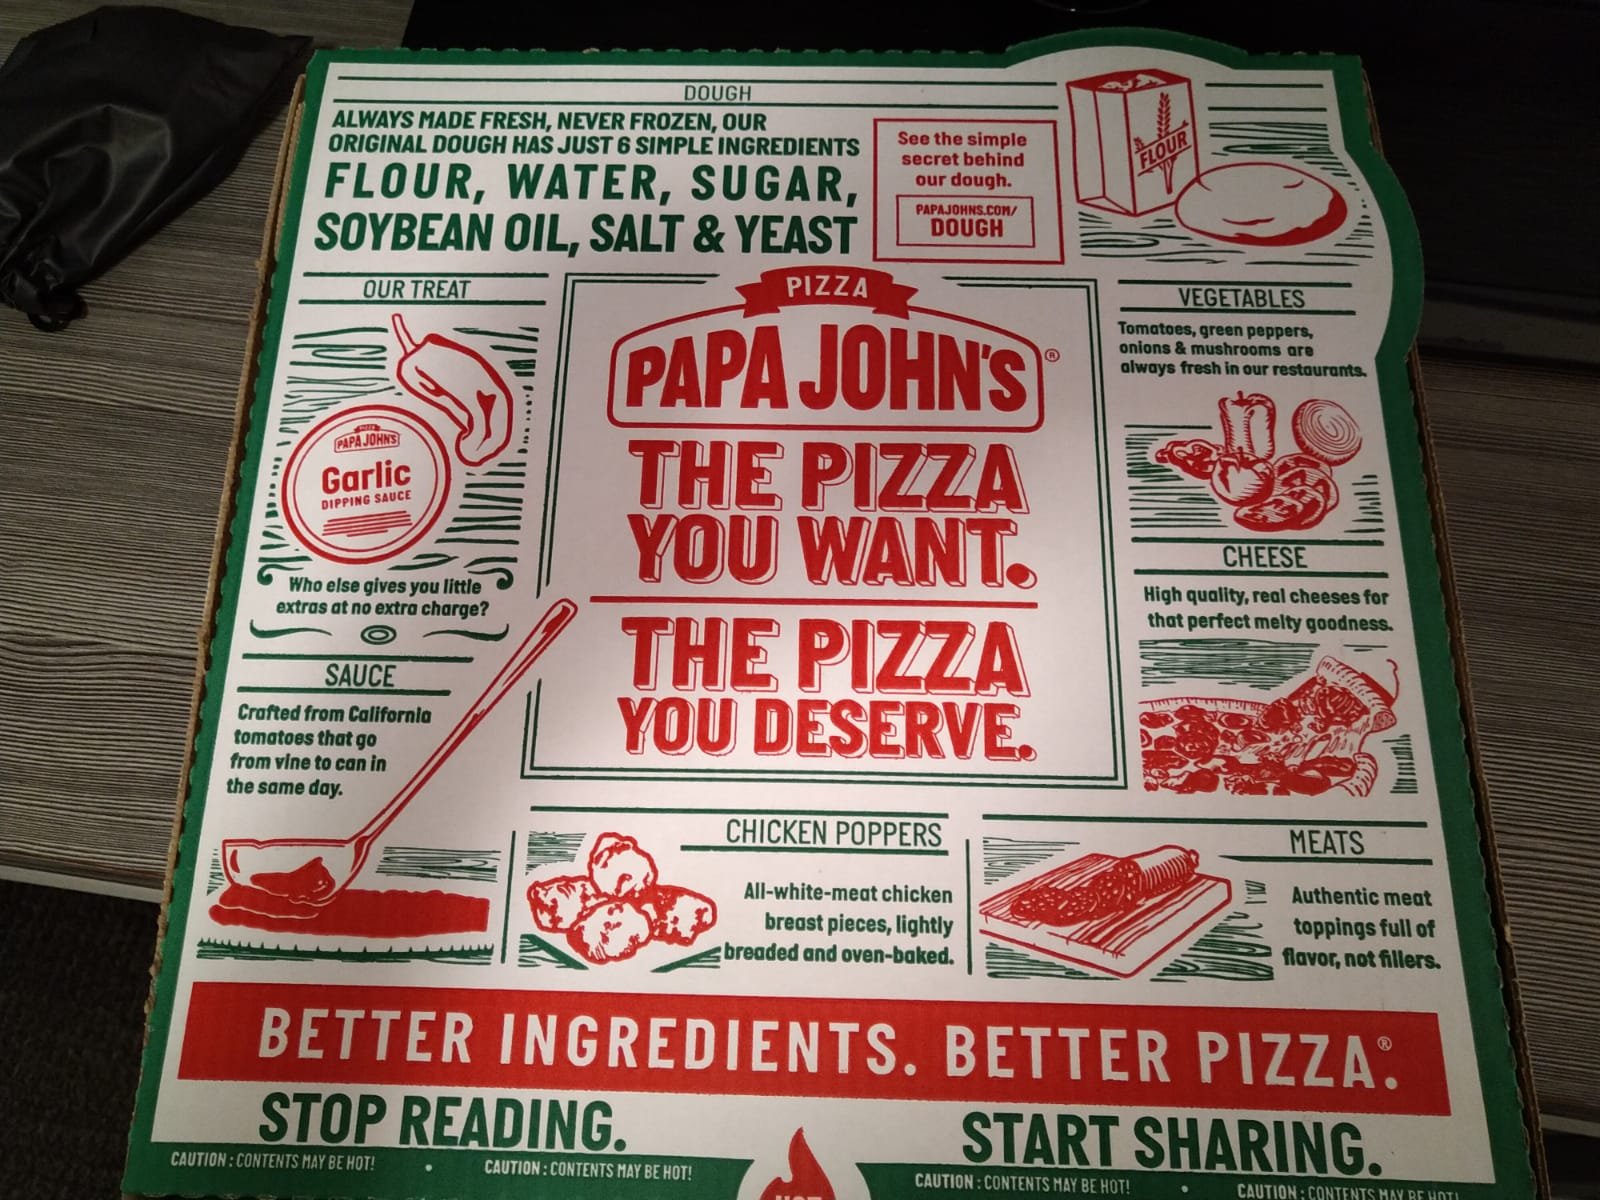 DOUGH
ALWAYS MADE FRESH, NEVER FROZEN, OUR
ORIGINAL DOUGH HAS JUST 6 SIMPLE INGREDIENTS
FLOUR, WATER, SUGAR,
SOYBEAN OIL, SALT & YEAST
See the simple
secret behind
our dough.
PAPAJOHNS.COM/
DOUGH
FLOUR
OUR TREAT
PIZZA
PAPA JOHN'S
Garlic
DIPPING SAUCE
Who else gives you little
extras at no extra charge?
SAUCE
Crafted from California
tomatoes that go
from vine to can in
the same day.
PIZZA
PAPA JOHN'S®
THE PIZZA
YOU WANT.
THE PIZZA
YOU DESERVE.
VEGETABLES
Tomatoes, green peppers,
onions & mushrooms are
always fresh in our restaurants.
CHEESE
High quality, real cheeses for
that perfect melty goodness.
CHICKEN POPPERS
All-white-meat chicken
breast pieces, lightly
breaded and oven-baked.
MEATS
Authentic meat
toppings full of
flavor, not fillers.
BETTER INGREDIENTS. BETTER PIZZA.®
STOP READING.
START SHARING.
CAUTION : CONTENTS MAY BE HOT! • CAUTION : CONTENTS MAY BE HOT!
HOT
CAUTION : CONTENTS MAY BE HOT! • CAUTION : CONTENTS MAY BE HOT!